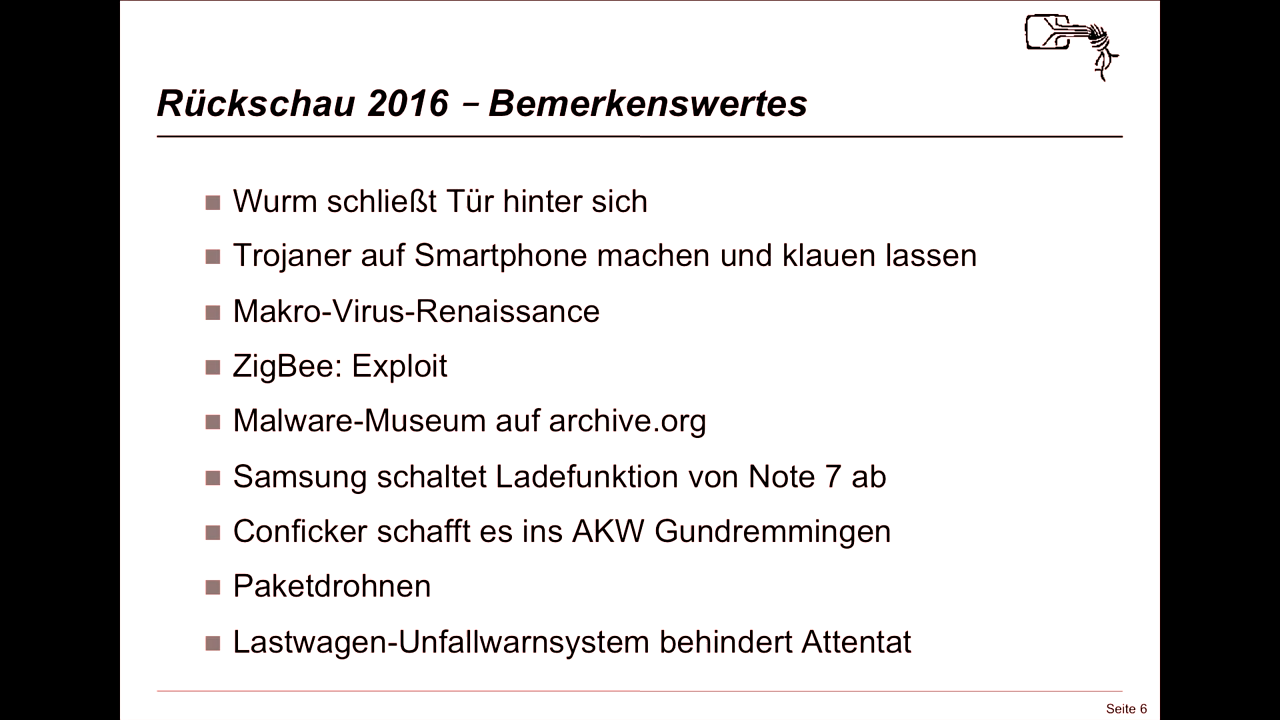 Rückschau 2016 – Bemerkenswertes
Wurm schließt Tür hinter sich
Trojaner auf Smartphone machen und klauen lassen
Makro-Virus-Renaissance
ZigBee: Exploit
Malware-Museum auf archive.org
Samsung schaltet Ladefunktion von Note 7 ab
Conficker schafft es ins AKW Gundremmingen
Paketdrohnen
Lastwagen-Unfallwarnsystem behindert Attentat
Seite 6